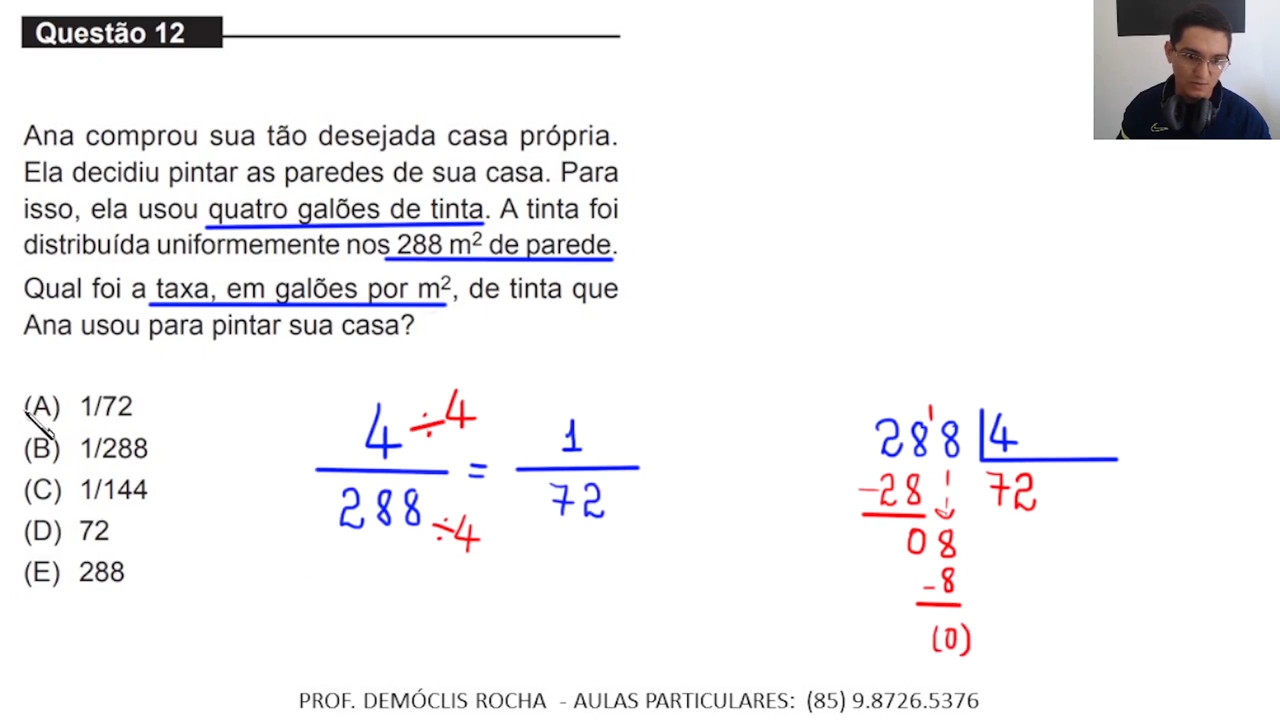 Questão 12
Ana comprou sua tão desejada casa própria.
Ela decidiu pintar as paredes de sua casa. Para
isso, ela usou quatro galões de tinta. A tinta foi
distribuída uniformemente nos 288 m² de parede.
Qual foi a taxa, em galões por m², de tinta que
Ana usou para pintar sua casa?
(A) 1/72
(B) 1/288
(C) 1/144
(D) 72
(E) 288
4 ÷4
288 ÷4
=
1
72
28'8 4
-28 72
08
-8
(0)
PROF. DEMÓCLIS ROCHA - AULAS PARTICULARES: (85) 9.8726.5376